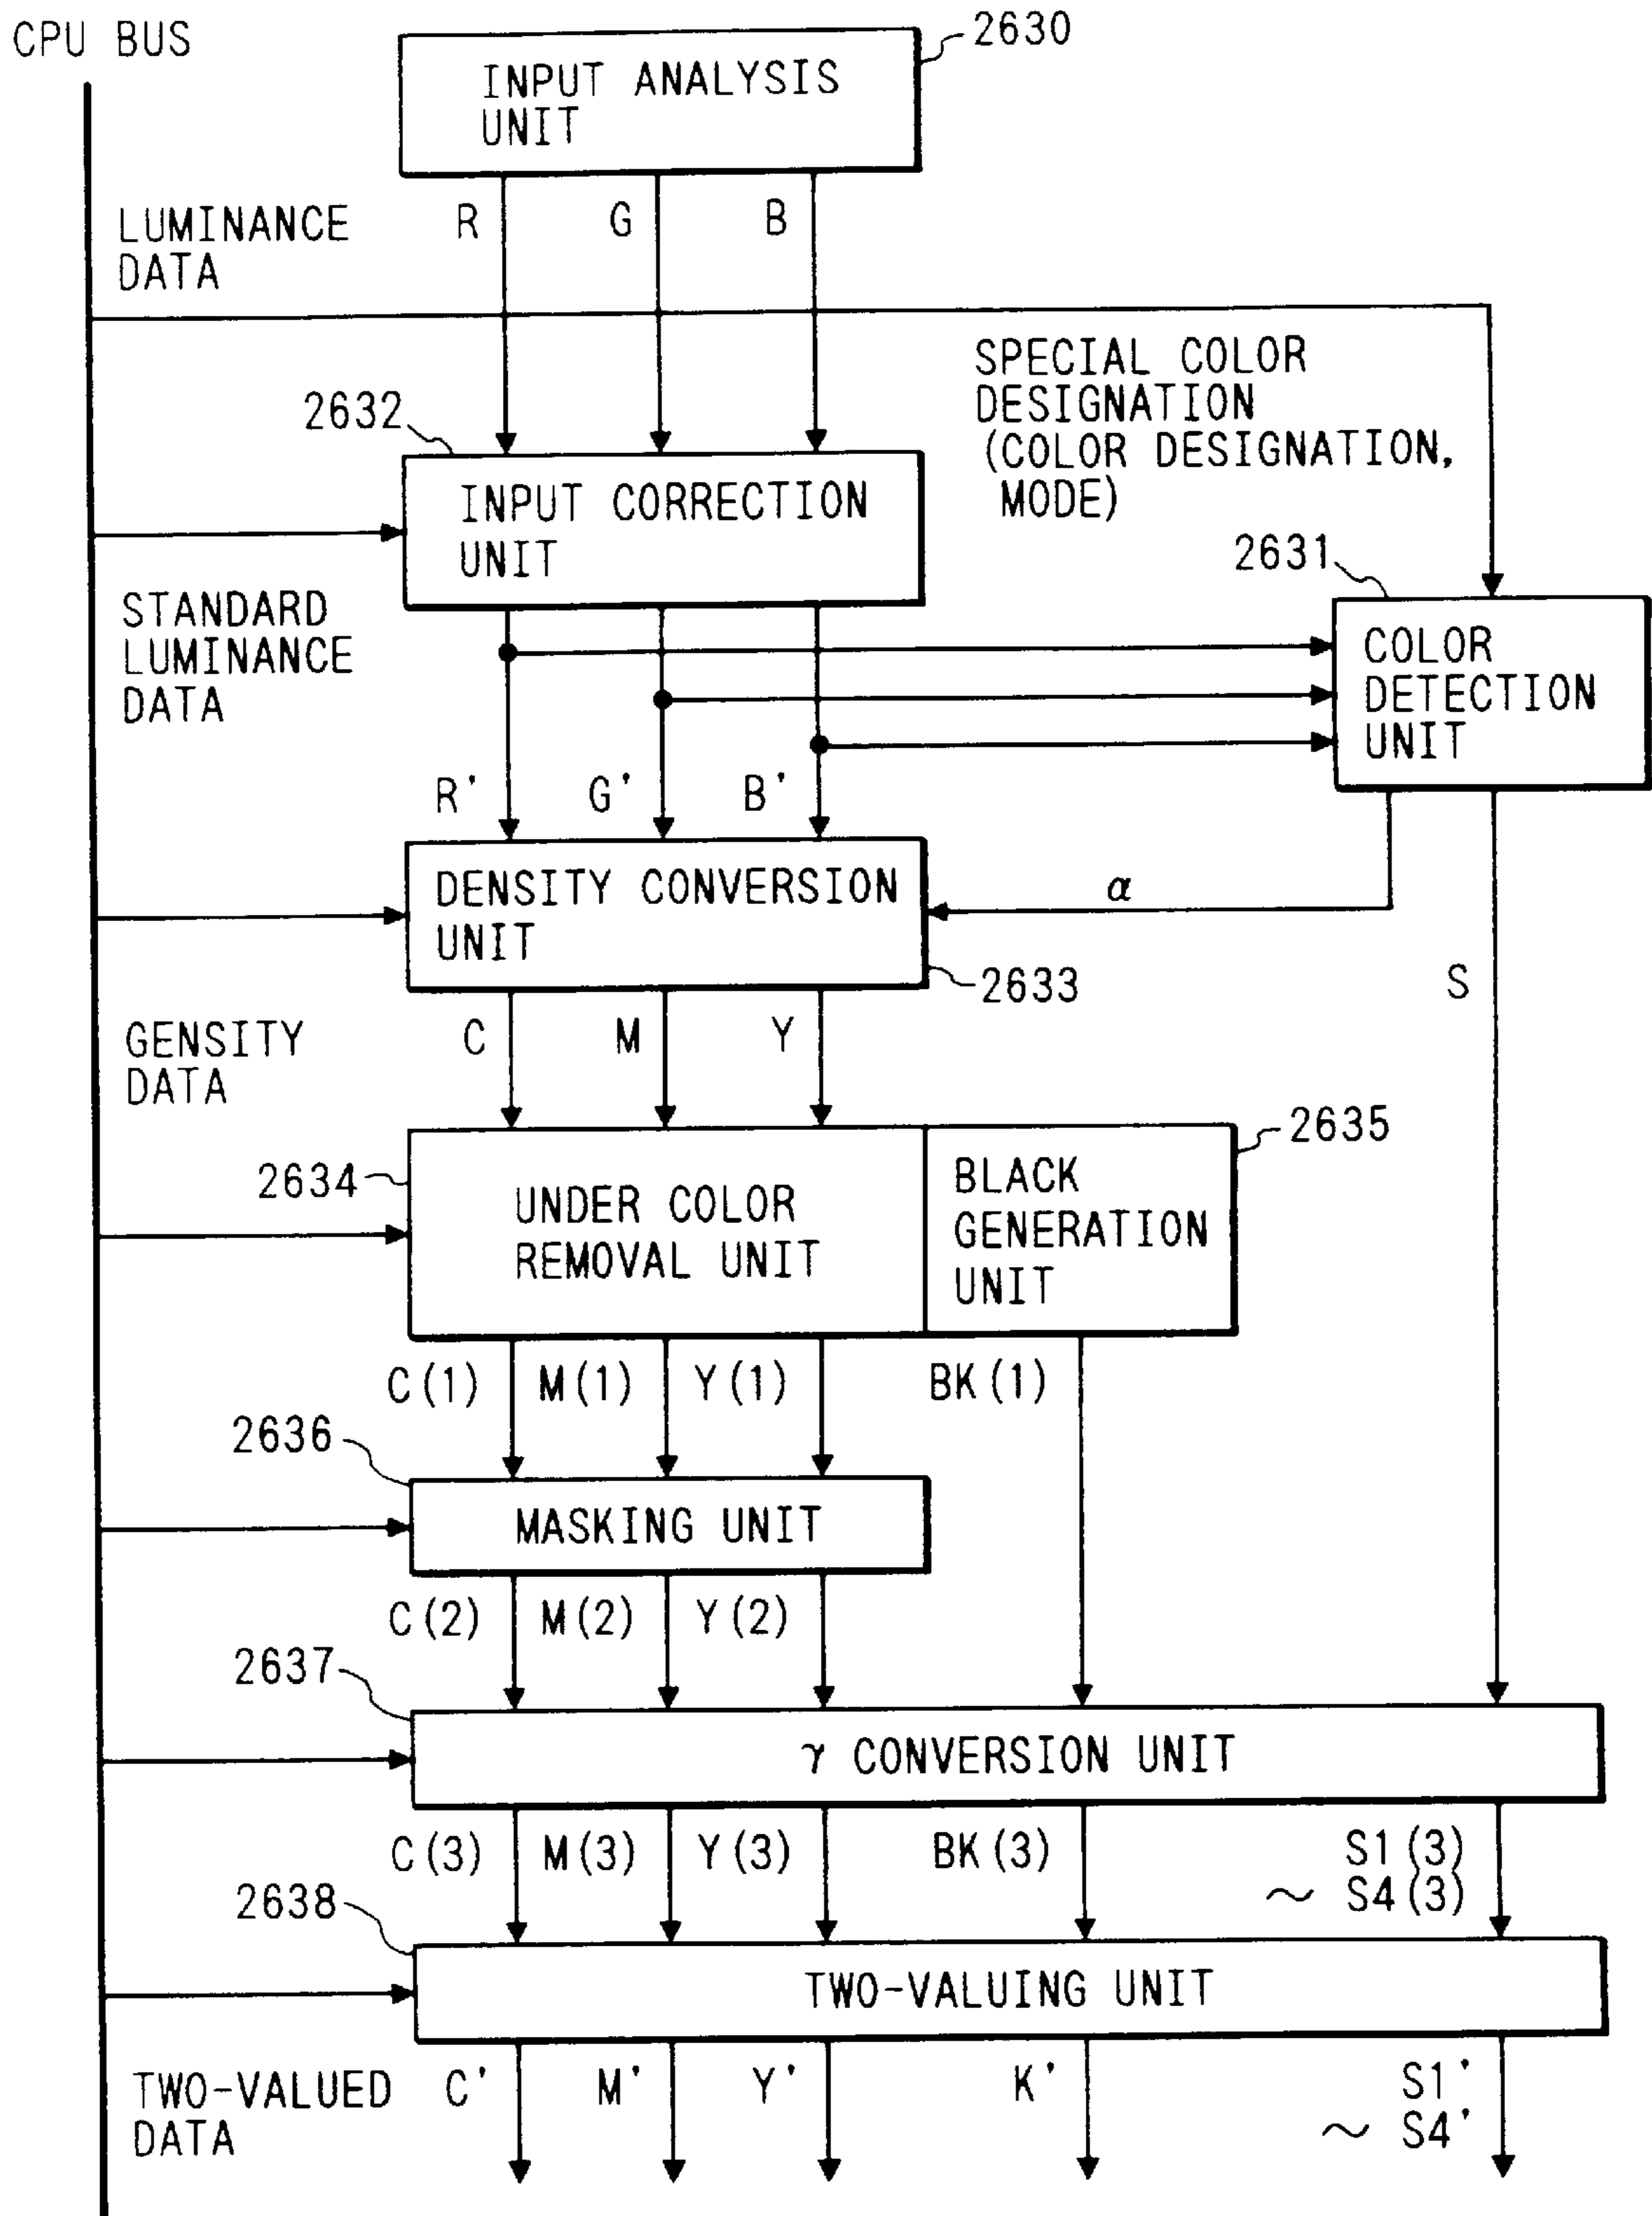 CPU BUS
2630
INPUT ANALYSIS
UNIT
R G B
LUMINANCE
DATA
SPECIAL COLOR
DESIGNATION
(COLOR DESIGNATION,
MODE)
2632
INPUT CORRECTION
UNIT
2631
STANDARD
LUMINANCE
DATA
COLOR
DETECTION
UNIT
R' G' B'
DENSITY CONVERSION
UNIT
α
2633
S
C M Y
GENSITY
DATA
2635
2634
UNDER COLOR
REMOVAL UNIT
BLACK
GENERATION
UNIT
C(1) M(1) Y(1) BK(1)
2636
MASKING UNIT
C(2) M(2) Y(2)
2637
γ CONVERSION UNIT
C(3) M(3) Y(3) BK(3) S1(3)
~ S4(3)
2638
TWO-VALUING UNIT
TWO-VALUED
DATA
C' M' Y' K' S1'
~ S4'